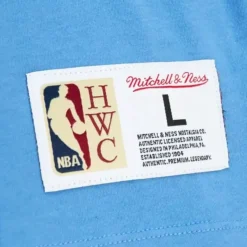 Mitchell & Ness
H
W
C
NBA
L
MITCHELL & NESS NOSTALGIA CO.
AUTHENTIC LICENSED APPAREL
DESIGNED IN PHILADELPHIA, PA
ESTABLISHED 1904
AUTHENTIC.PREMIUM.LEGENDARY.